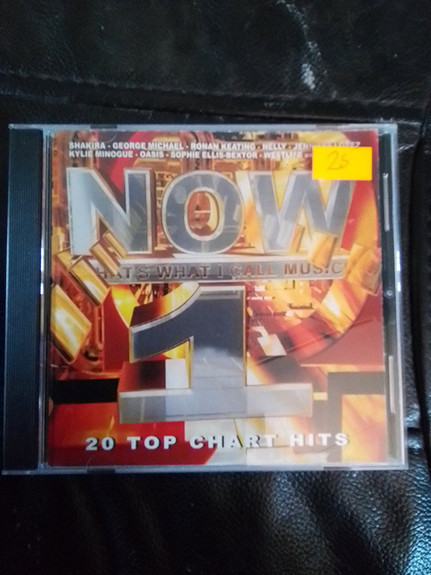 SHAKIRA • GEORGE MICHAEL • RONAN KEATING • NELLY •
KYLIE MINOGUE • OASIS • SOPHIE ELLIS-BEXTOR • WESTLIFE
25
NOW
THAT'S WHAT I CALL MUSIC
1
20 TOP CHART HITS